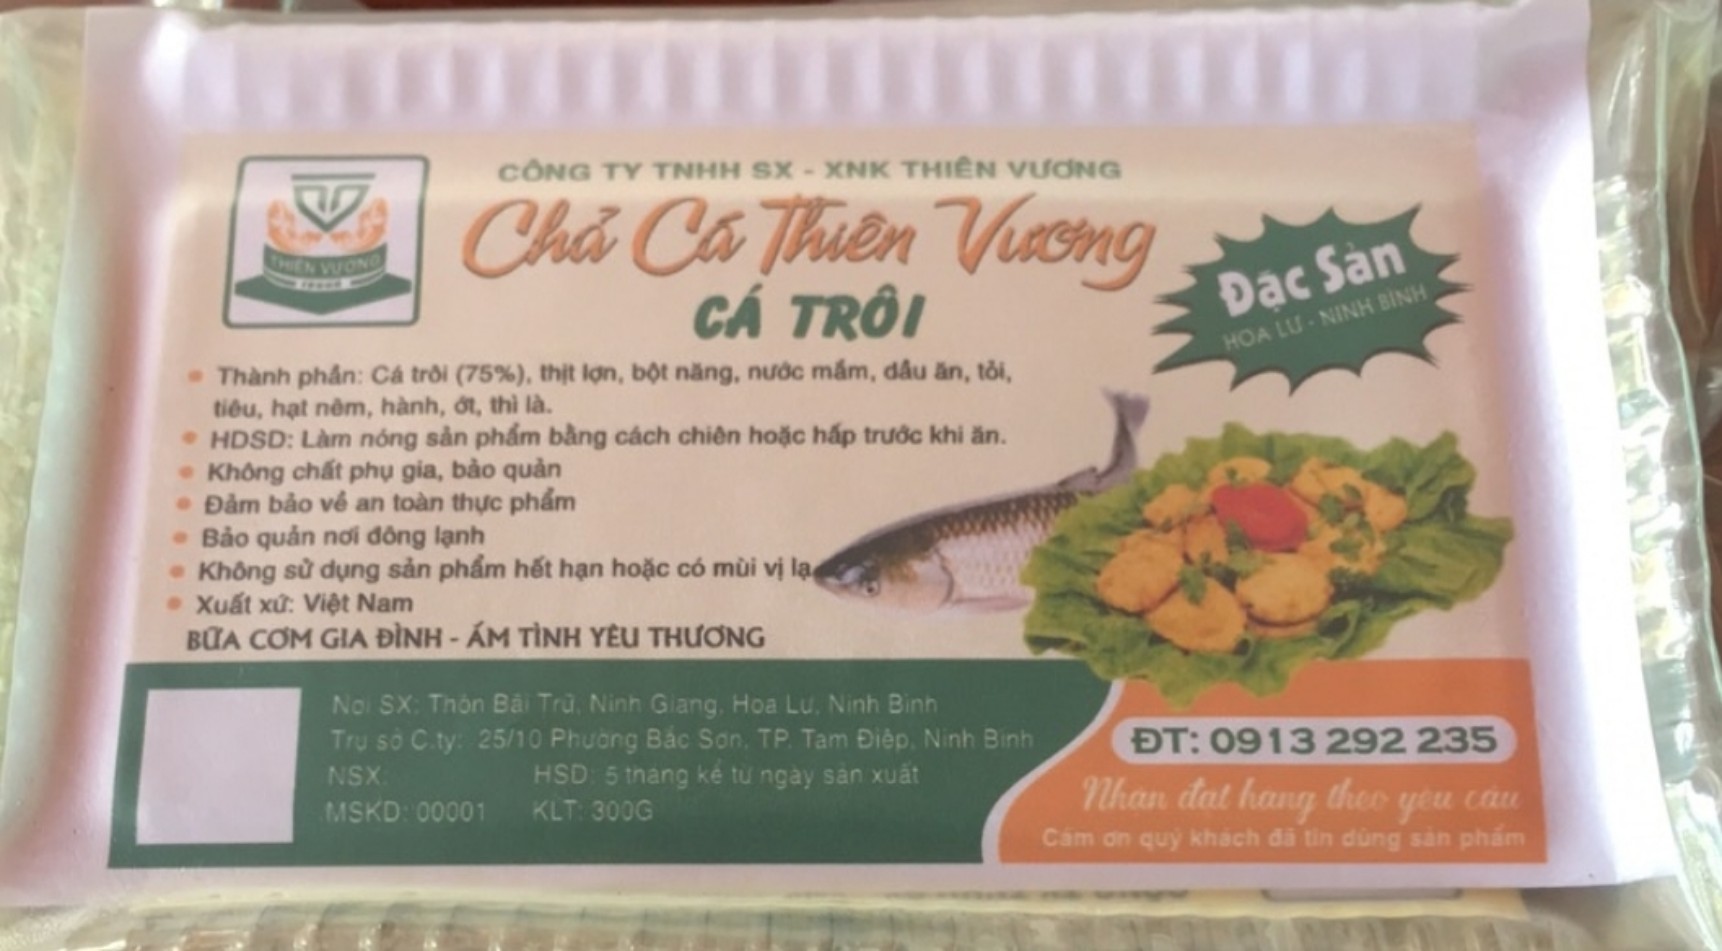 CÔNG TY TNHH SX - XNK THIÊN VƯƠNG
Chả Cá Thiên Vương
CÁ TRÔI
THIÊN VƯƠNG
Đặc Sản
HOA LƯ - NINH BÌNH
• Thành phần: Cá trôi (75%), thịt lợn, bột năng, nước mắm, dầu ăn, tỏi,
tiêu, hạt nêm, hành, ớt, thì là.
• HDSD: Làm nóng sản phẩm bằng cách chiên hoặc hấp trước khi ăn.
• Không chất phụ gia, bảo quản
• Đảm bảo về an toàn thực phẩm
• Bảo quản nơi đông lạnh
• Không sử dụng sản phẩm hết hạn hoặc có mùi vị lạ
• Xuất xứ: Việt Nam
BỮA CƠM GIA ĐÌNH - ẤM TÌNH YÊU THƯƠNG
Nơi SX: Thôn Bãi Trữ, Ninh Giang, Hoa Lư, Ninh Bình
Trụ sở C.ty: 25/10 Phường Bắc Sơn, TP. Tam Điệp, Ninh Bình
NSX: HSD: 5 tháng kể từ ngày sản xuất
MSKD: 00001 KLT: 300G
ĐT: 0913 292 235
Nhận đặt hàng theo yêu cầu
Cám ơn quý khách đã tin dùng sản phẩm